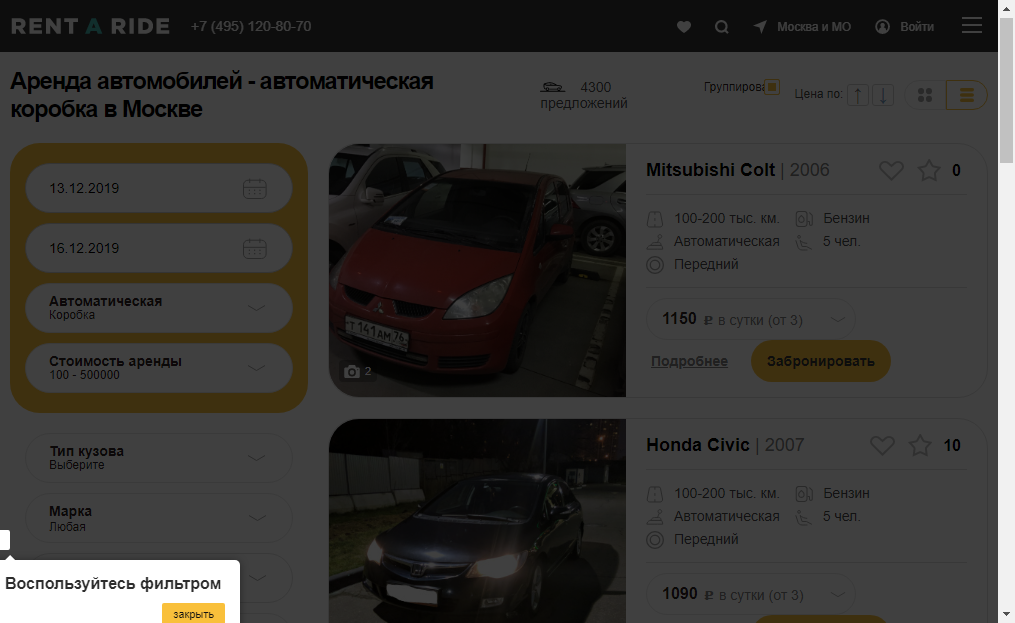 RENT A RIDE
+7 (495) 120-80-70
Москва и МО
Войти
Аренда автомобилей - автоматическая
коробка в Москве
4300
предложений
Группирова
Цена по:
13.12.2019
16.12.2019
Автоматическая
Коробка
Стоимость аренды
100 - 500000
Тип кузова
Выберите
Марка
Любая
Воспользуйтесь фильтром
закрыть
Т 141 АМ 76
2
Mitsubishi Colt | 2006
0
100-200 тыс. км.
Бензин
Автоматическая
5 чел.
Передний
1150 ₽ в сутки (от 3)
Подробнее
Забронировать
Honda Civic | 2007
10
100-200 тыс. км.
Бензин
Автоматическая
5 чел.
Передний
1090 ₽ в сутки (от 3)